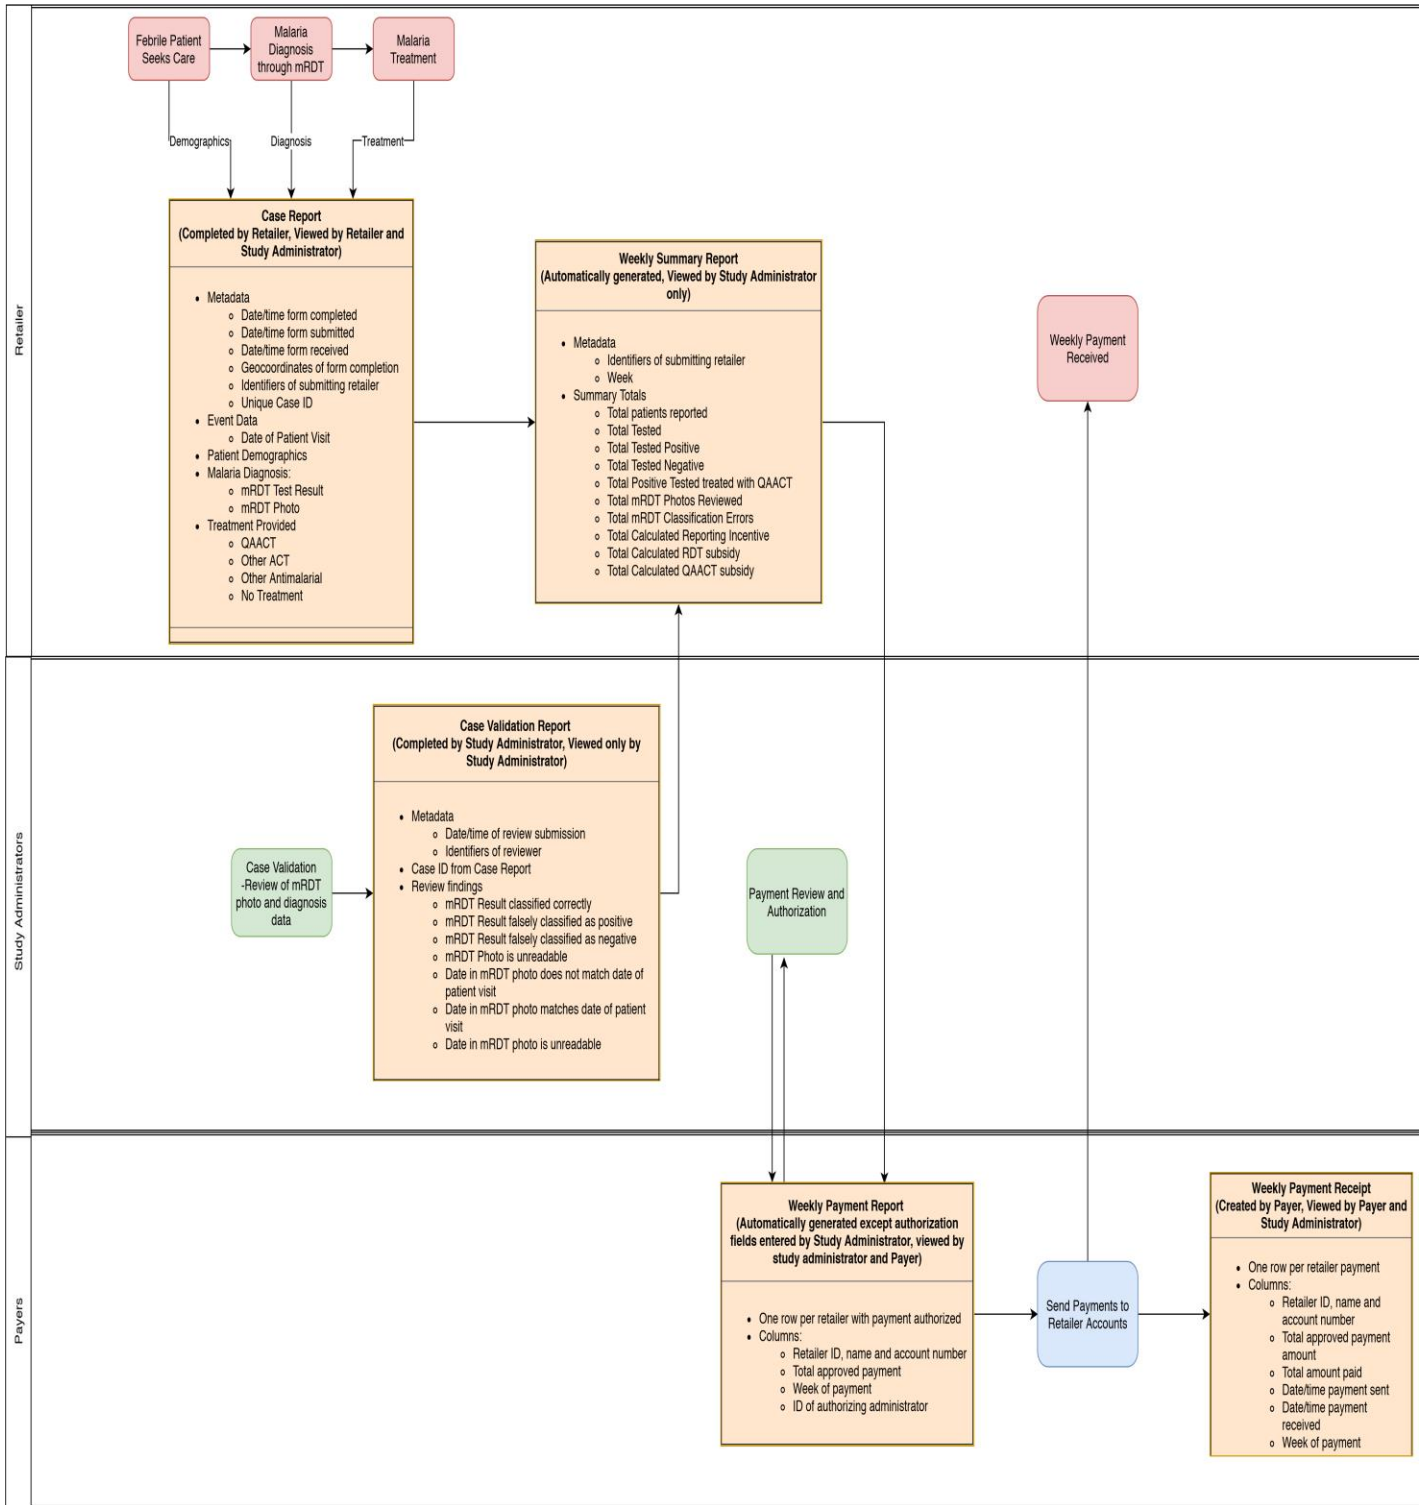 Retailer
Febrile Patient
Seeks Care
Malaria
Diagnosis
through mRDT
Malaria
Treatment
Demographics
Diagnosis
Treatment
Case Report
(Completed by Retailer, Viewed by Retailer and
Study Administrator)
Metadata
Date/time form completed
Date/time form submitted
Date/time form received
Geocoordinates of form completion
Identifiers of submitting retailer
Unique Case ID
Event Data
Date of Patient Visit
Patient Demographics
Malaria Diagnosis:
mRDT Test Result
mRDT Photo
Treatment Provided
QAACT
Other ACT
Other Antimalarial
No Treatment
Weekly Summary Report
(Automatically generated, Viewed by Study Administrator
only)
Metadata
Identifiers of submitting retailer
Week
Summary Totals
Total patients reported
Total Tested
Total Tested Positive
Total Tested Negative
Total Positive Tested treated with QAACT
Total mRDT Photos Reviewed
Total mRDT Classification Errors
Total Calculated Reporting Incentive
Total Calculated RDT subsidy
Total Calculated QAACT subsidy
Weekly Payment
Received
Study Administrators
Case Validation
-Review of mRDT
photo and diagnosis
data
Case Validation Report
(Completed by Study Administrator, Viewed only by
Study Administrator)
Metadata
Date/time of review submission
Identifiers of reviewer
Case ID from Case Report
Review findings
mRDT Result classified correctly
mRDT Result falsely classified as positive
mRDT Result falsely classified as negative
mRDT Photo is unreadable
Date in mRDT photo does not match date of
patient visit
Date in mRDT photo matches date of patient
visit
Date in mRDT photo is unreadable
Payment Review and
Authorization
Payers
Weekly Payment Report
(Automatically generated except authorization
fields entered by Study Administrator, viewed by
study administrator and Payer)
One row per retailer with payment authorized
Columns:
Retailer ID, name and account number
Total approved payment
Week of payment
ID of authorizing administrator
Send Payments to
Retailer Accounts
Weekly Payment Receipt
(Created by Payer, Viewed by Payer and
Study Administrator)
One row per retailer payment
Columns:
Retailer ID, name and
account number
Total approved payment
amount
Total amount paid
Date/time payment sent
Date/time payment
received
Week of payment